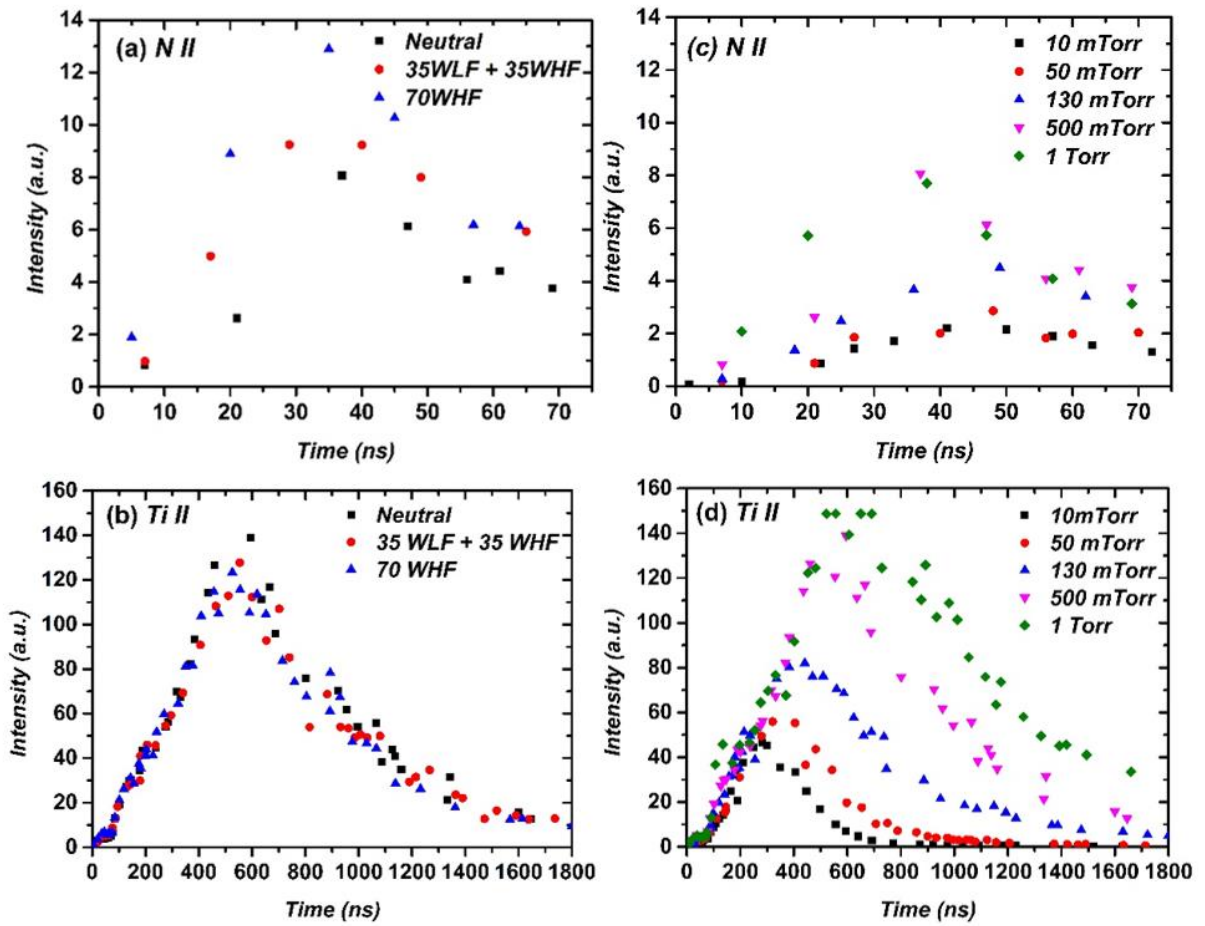 (a) N II
Neutral
35WLF + 35WHF
70WHF
14
12
10
8
6
4
2
0
Intensity (a.u.)
0 10 20 30 40 50 60 70
Time (ns)
(c) N II
10 mTorr
50 mTorr
130 mTorr
500 mTorr
1 Torr
14
12
10
8
6
4
2
0
Intensity (a.u.)
0 10 20 30 40 50 60 70
Time (ns)
(b) Ti II
Neutral
35 WLF + 35 WHF
70 WHF
160
140
120
100
80
60
40
20
0
Intensity (a.u.)
0 200 400 600 800 1000 1200 1400 1600 1800
Time (ns)
(d) Ti II
10mTorr
50 mTorr
130 mTorr
500 mTorr
1 Torr
160
140
120
100
80
60
40
20
0
Intensity (a.u.)
0 200 400 600 800 1000 1200 1400 1600 1800
Time (ns)